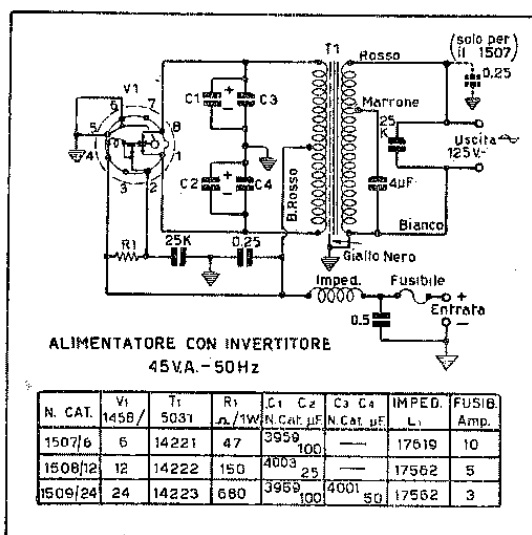 (solo per il 1507)
0,25
T1
Rosso
V1
6
7
5
8
4
1
3
2
C1
+
-
C3
C2
+
-
C4
B.Rosso
Marrone
25 K
4µF
Uscita
125V.~
Bianco
Giallo Nero
R1
25K
0.25
Imped.
Fusibile
+
Entrata
-
0.5
ALIMENTATORE CON INVERTITORE
45VA.-50Hz
N. CAT. V1 1458/ T1 5031 R1 Ω/1W C1 C2 N.Cat. µF. C3 C4 N.Cat. µF. IMPED. L1 FUSIB. Amp.
1507/6 6 14221 47 3959 100 — 17619 10
1508/12 12 14222 150 4003 25 — 17562 5
1509/24 24 14223 680 3959 100 4001 50 17562 3